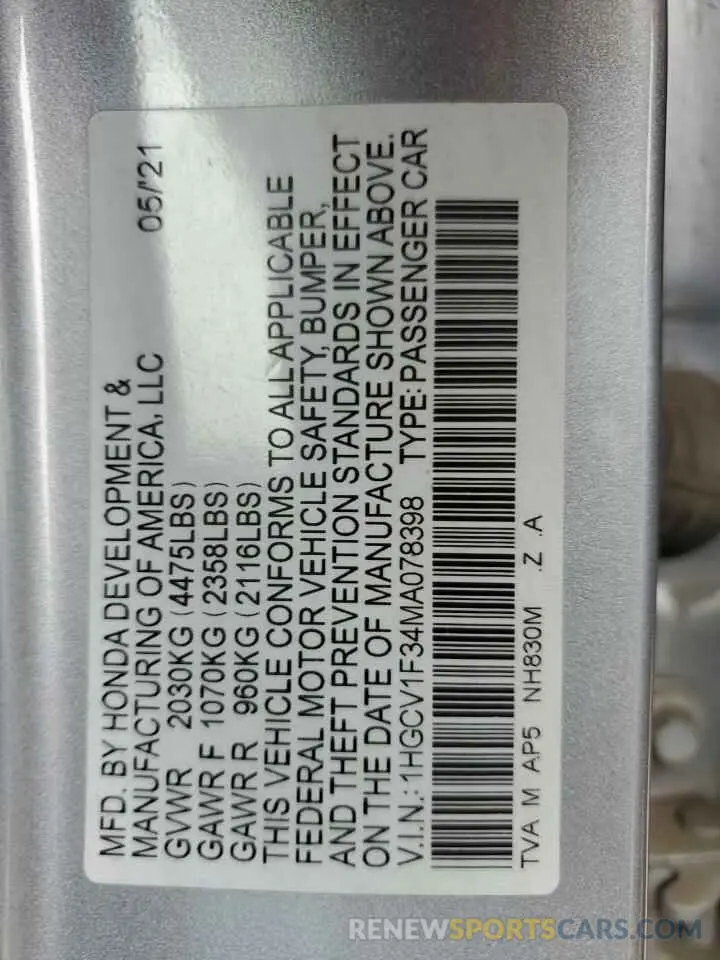 MFD. BY HONDA DEVELOPMENT & 05/'21
MANUFACTURING OF AMERICA, LLC
GVWR 2030KG (4475LBS)
GAWR F 1070KG (2358LBS)
GAWR R 960KG (2116LBS)
THIS VEHICLE CONFORMS TO ALL APPLICABLE
FEDERAL MOTOR VEHICLE SAFETY, BUMPER,
AND THEFT PREVENTION STANDARDS IN EFFECT
ON THE DATE OF MANUFACTURE SHOWN ABOVE.
V.I.N.: 1HGCV1F34MA078398 TYPE: PASSENGER CAR
TVA M AP5 NH830M .Z .A
RENEWSPORTSCARS.COM